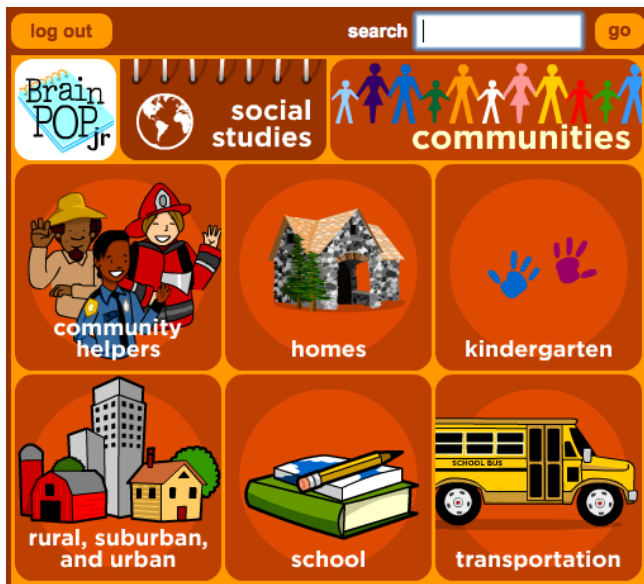 log out
search
go
Brain
POP
jr
social
studies
communities
community
helpers
homes
kindergarten
SCHOOL BUS
rural, suburban,
and urban
school
transportation